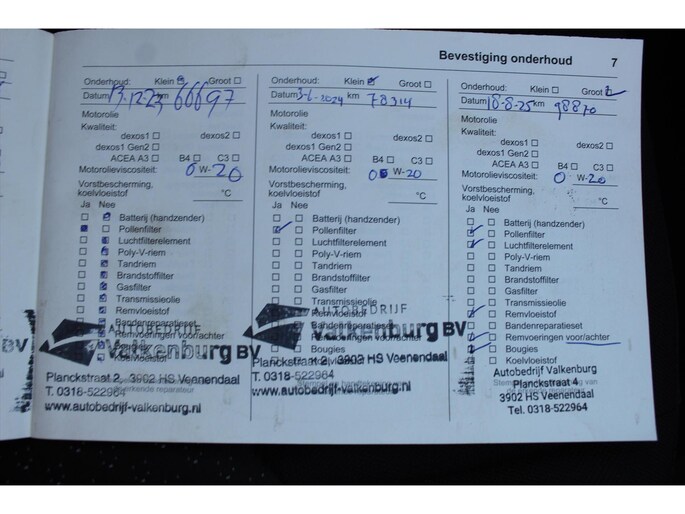 Bevestiging onderhoud 7
Onderhoud: Klein Groot
Datum 13-12-23 km 66697
Motorolie
Kwaliteit:
dexos1 dexos2
dexos1 Gen2
ACEA A3 B4 C3
Motorolieviscositeit: 0 W-20
Vorstbescherming,
koelvloeistof °C
Ja Nee
Batterij (handzender)
Pollenfilter
Luchtfilterelement
Poly-V-riem
Tandriem
Brandstoffilter
Gasfilter
Transmissieolie
Remvloeistof
Bandenreparatieset
Remvoeringen voor/achter
Bougies
Koelvloeistof
AUTOBEDRIJF
Valkenburg BV
Planckstraat 2, 3902 HS Veenendaal
T. 0318-522964
www.autobedrijf-valkenburg.nl
Onderhoud: Klein Groot
Datum 3-6-2024 km 78314
Motorolie
Kwaliteit:
dexos1 dexos2
dexos1 Gen2
ACEA A3 B4 C3
Motorolieviscositeit: 0 W-20
Vorstbescherming,
koelvloeistof °C
Ja Nee
Batterij (handzender)
Pollenfilter
Luchtfilterelement
Poly-V-riem
Tandriem
Brandstoffilter
Gasfilter
Transmissieolie
Remvloeistof
Bandenreparatieset
Remvoeringen voor/achter
Bougies
AUTOBEDRIJF
Valkenburg BV
Planckstraat 2, 3902 HS Veenendaal
T. 0318-522964
www.autobedrijf-valkenburg.nl
Onderhoud: Klein Groot
Datum 18-8-25 km 98870
Motorolie
Kwaliteit:
dexos1 dexos2
dexos1 Gen2
ACEA A3 B4 C3
Motorolieviscositeit: 0 W-20
Vorstbescherming,
koelvloeistof °C
Ja Nee
Batterij (handzender)
Pollenfilter
Luchtfilterelement
Poly-V-riem
Tandriem
Brandstoffilter
Gasfilter
Transmissieolie
Remvloeistof
Bandenreparatieset
Remvoeringen voor/achter
Bougies
Koelvloeistof
Autobedrijf Valkenburg
Planckstraat 4
3902 HS Veenendaal
Tel. 0318-522964
BV